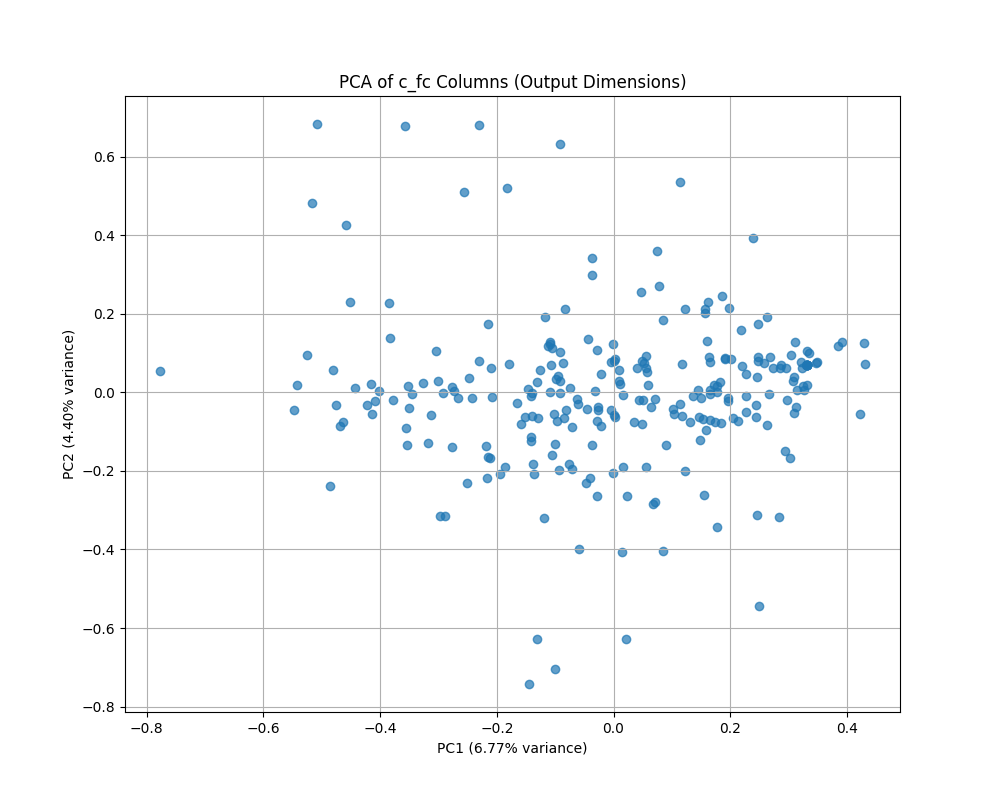 PCA of c_fc Columns (Output Dimensions)
0.6
0.4
0.2
0.0
−0.2
−0.4
−0.6
−0.8
PC2 (4.40% variance)
−0.8 −0.6 −0.4 −0.2 0.0 0.2 0.4
PC1 (6.77% variance)